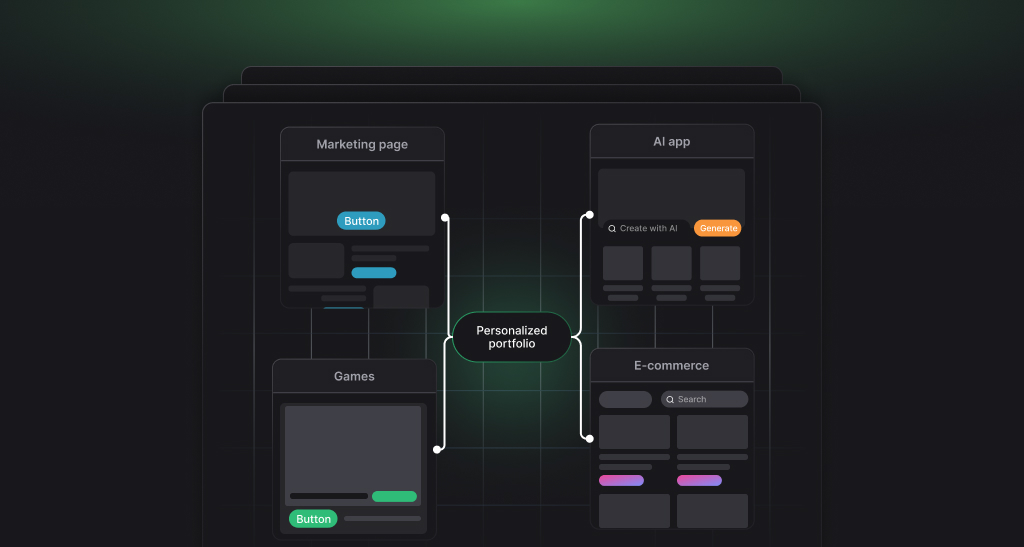 Marketing page
Button
AI app
Create with AI
Generate
Personalized
portfolio
Games
Button
E-commerce
Search